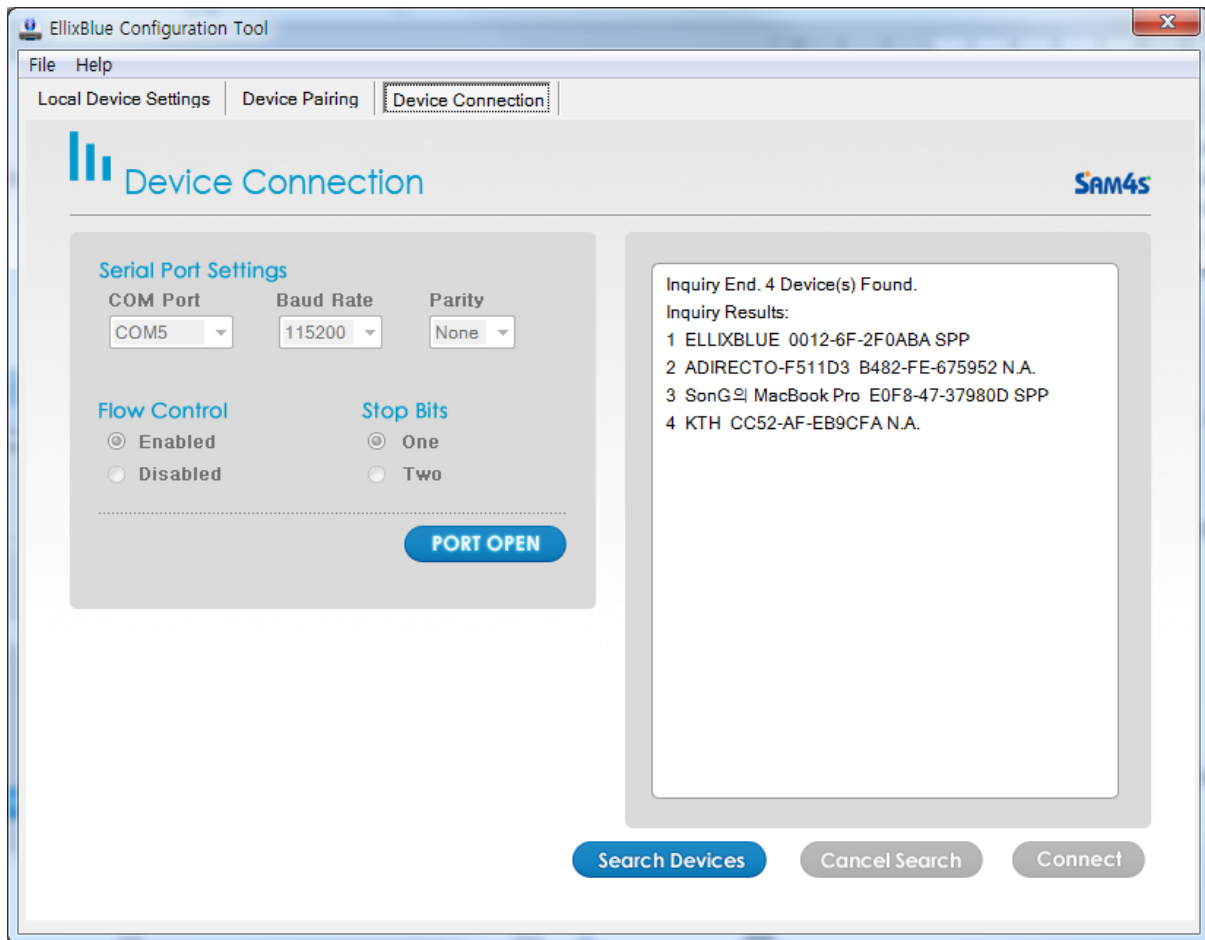 EllixBlue Configuration Tool
File Help
Local Device Settings Device Pairing Device Connection
Device Connection
SAM4S
Serial Port Settings
COM Port Baud Rate Parity
COM5 115200 None
Flow Control Stop Bits
Enabled One
Disabled Two
PORT OPEN
Inquiry End. 4 Device(s) Found.
Inquiry Results:
1 ELLIXBLUE 0012-6F-2F0ABA SPP
2 ADIRECTO-F511D3 B482-FE-675952 N.A.
3 SonG의 MacBook Pro E0F8-47-37980D SPP
4 KTH CC52-AF-EB9CFA N.A.
Search Devices Cancel Search Connect